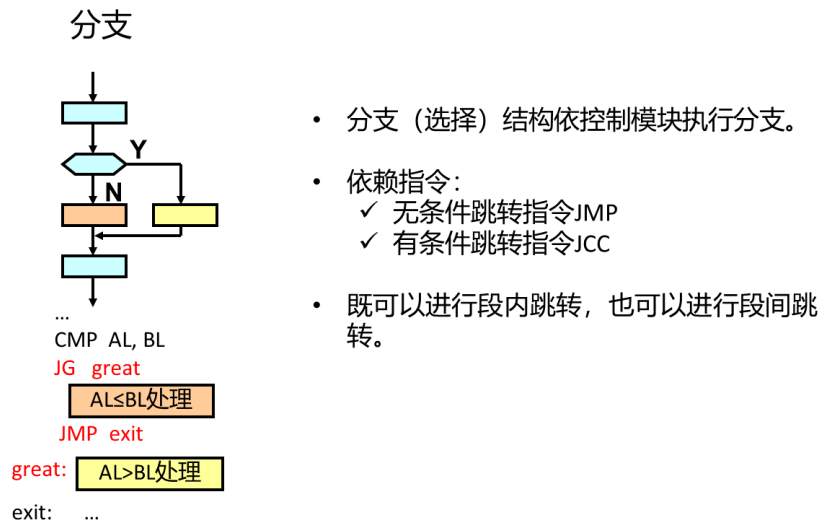 分支
Y
N
...
CMP AL, BL
JG great
AL≤BL处理
JMP exit
great: AL>BL处理
exit: ...
• 分支（选择）结构依控制模块执行分支。
• 依赖指令：
✓ 无条件跳转指令JMP
✓ 有条件跳转指令JCC
• 既可以进行段内跳转，也可以进行段间跳
转。